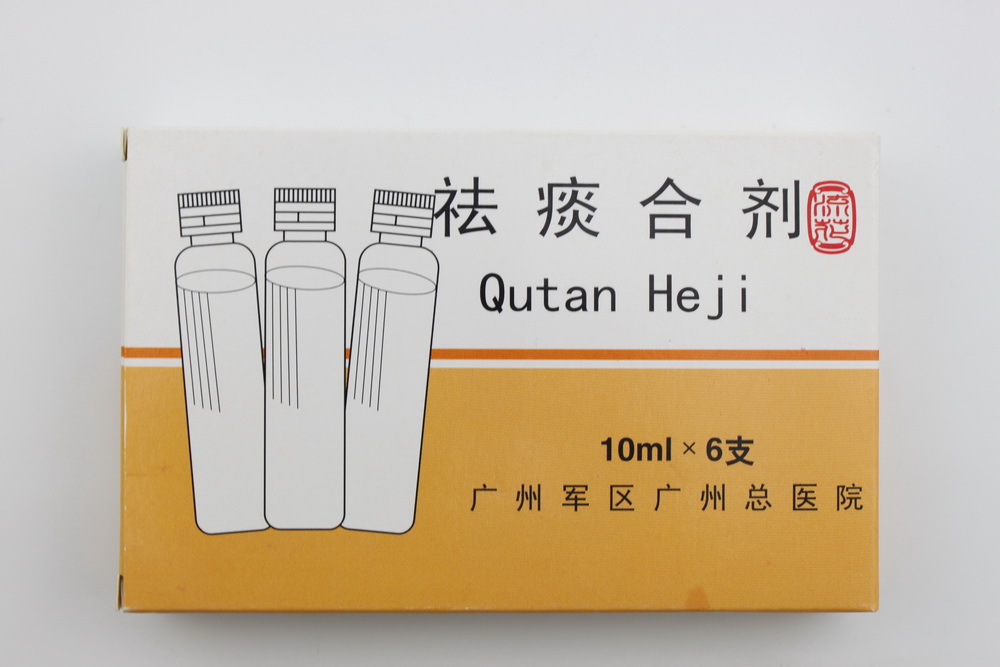 祛痰合剂
Qutan Heji
10ml×6支
广州军区广州总医院